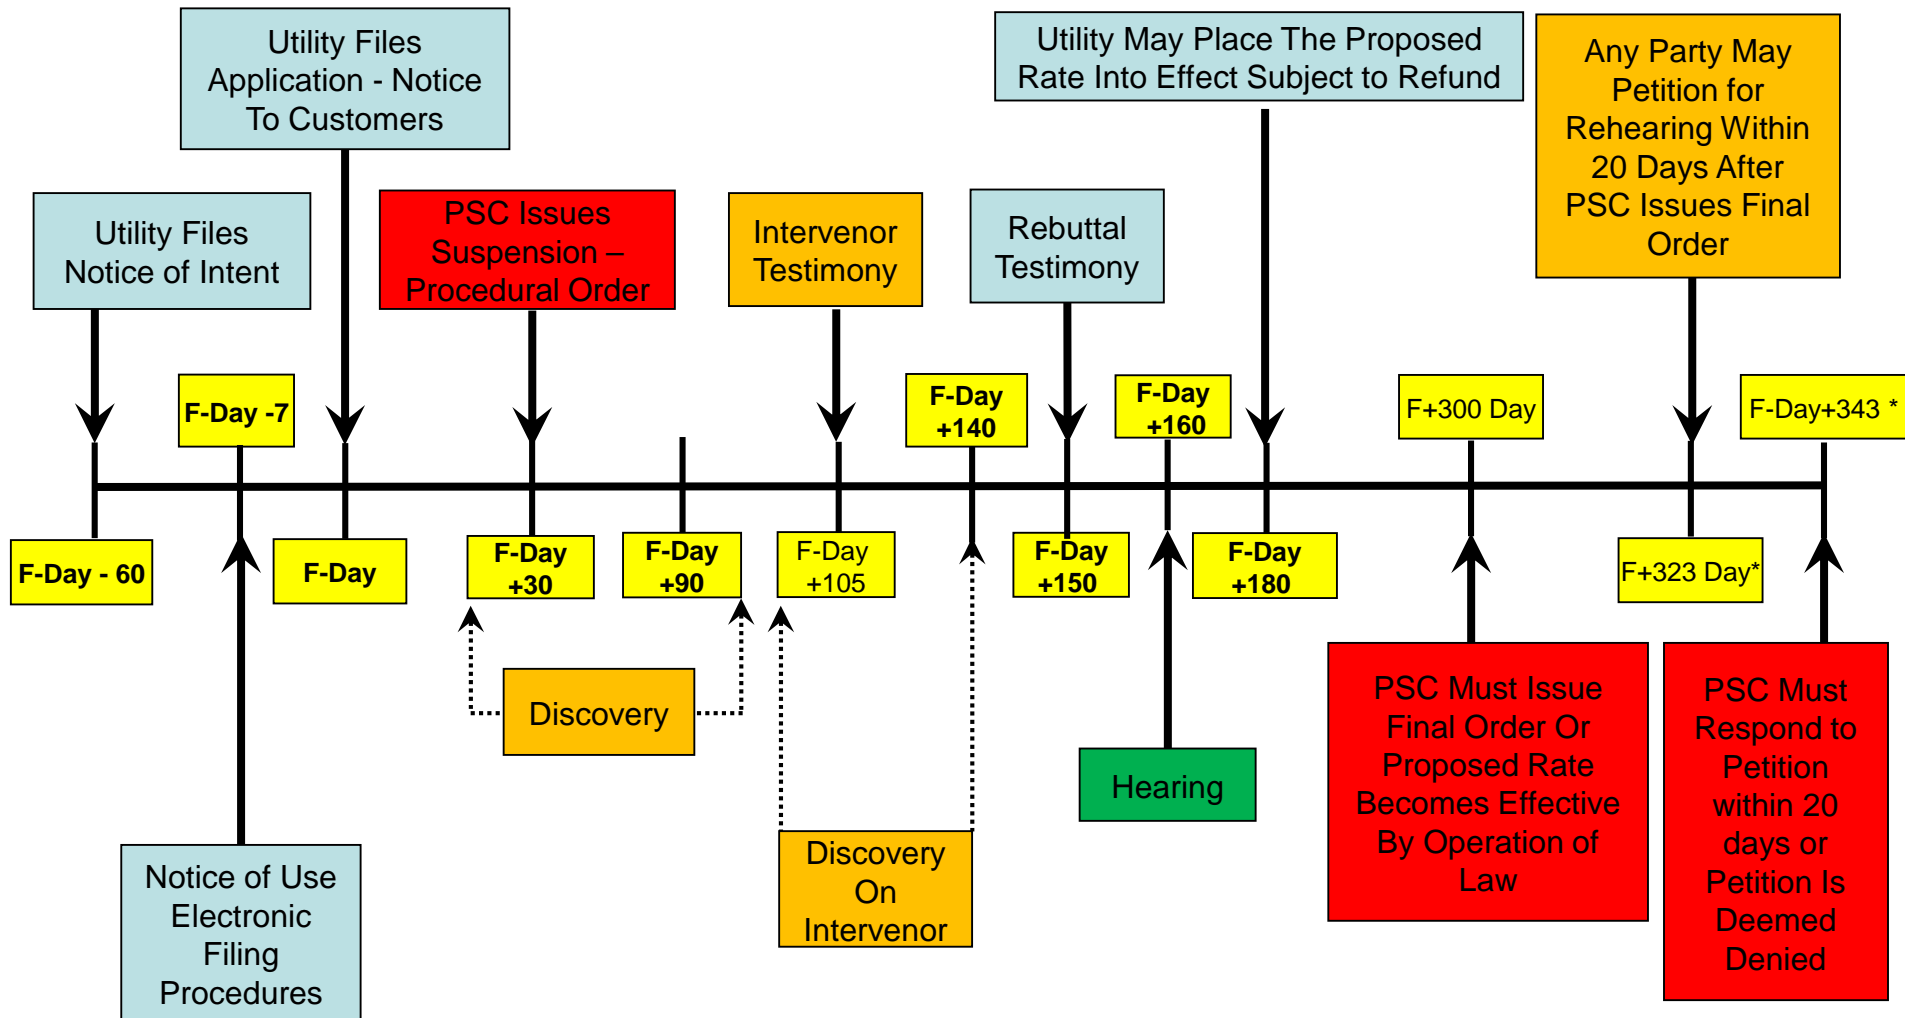 Utility Files
Application - Notice
To Customers
Utility May Place The Proposed
Rate Into Effect Subject to Refund
Any Party May
Petition for
Rehearing Within
20 Days After
PSC Issues Final
Order
Utility Files
Notice of Intent
PSC Issues
Suspension –
Procedural Order
Intervenor
Testimony
Rebuttal
Testimony
F-Day -7
F-Day
+140
F-Day
+160
F+300 Day
F-Day+343 *
F-Day - 60
F-Day
F-Day
+30
F-Day
+90
F-Day
+105
F-Day
+150
F-Day
+180
F+323 Day*
Discovery
Hearing
PSC Must Issue
Final Order Or
Proposed Rate
Becomes Effective
By Operation of
Law
PSC Must
Respond to
Petition
within 20
days or
Petition Is
Deemed
Denied
Discovery
On
Intervenor
Notice of Use
Electronic
Filing
Procedures